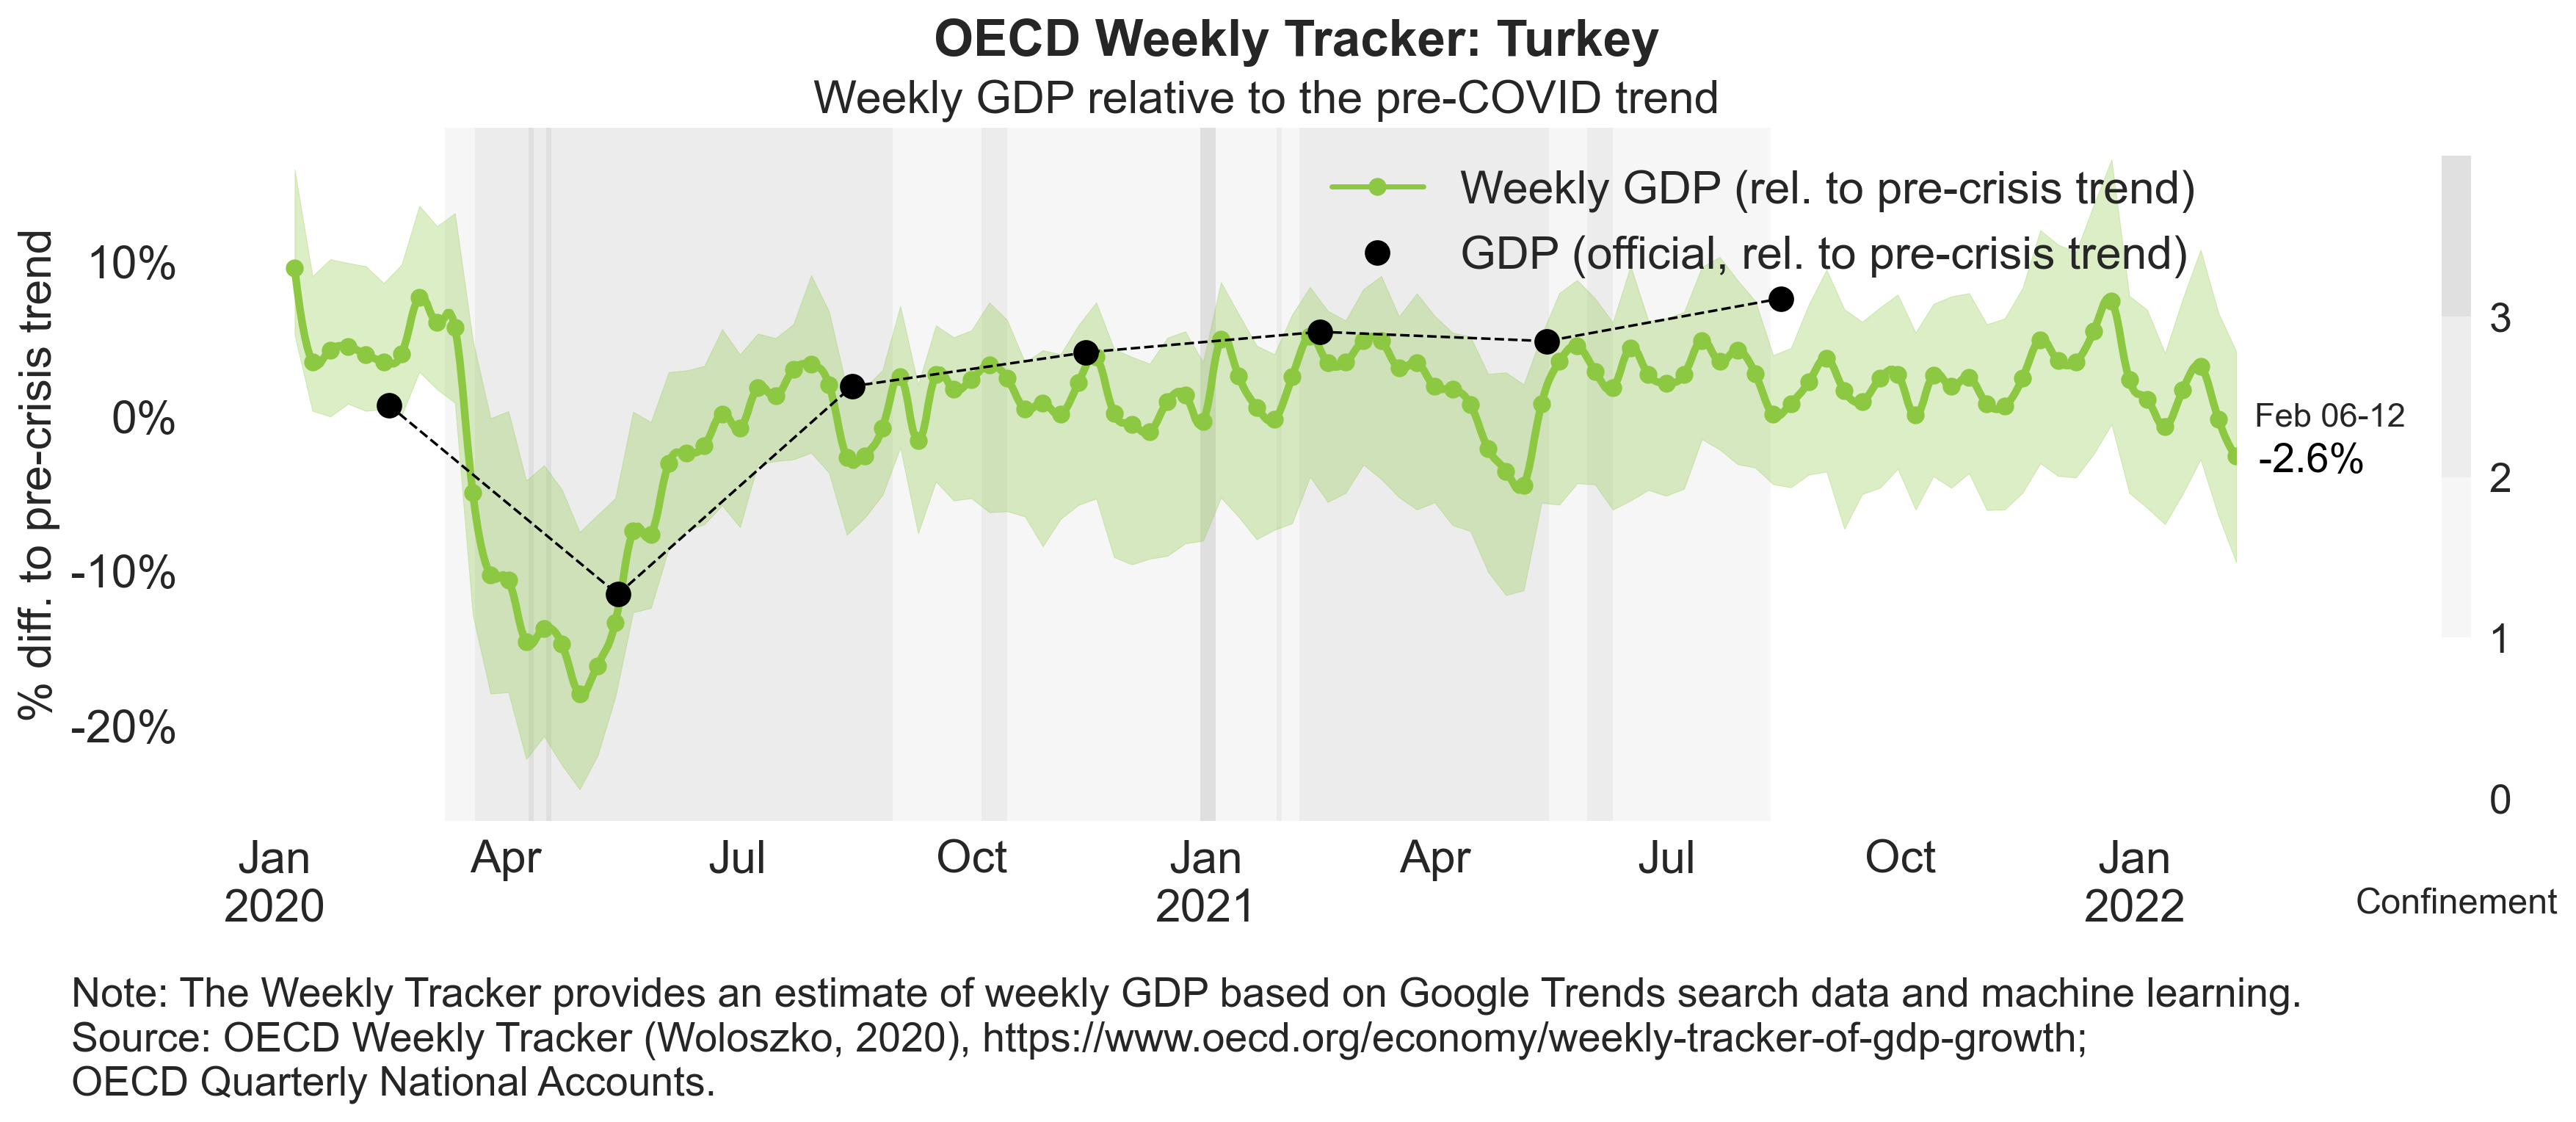 OECD Weekly Tracker: Turkey
Weekly GDP relative to the pre-COVID trend
Weekly GDP (rel. to pre-crisis trend)
GDP (official, rel. to pre-crisis trend)
% diff. to pre-crisis trend
10%
0%
-10%
-20%
Feb 06-12
-2.6%
3
2
1
0
Jan Apr Jul Oct Jan Apr Jul Oct Jan
2020 2021 2022
Confinement
Note: The Weekly Tracker provides an estimate of weekly GDP based on Google Trends search data and machine learning.
Source: OECD Weekly Tracker (Woloszko, 2020), https://www.oecd.org/economy/weekly-tracker-of-gdp-growth;
OECD Quarterly National Accounts.